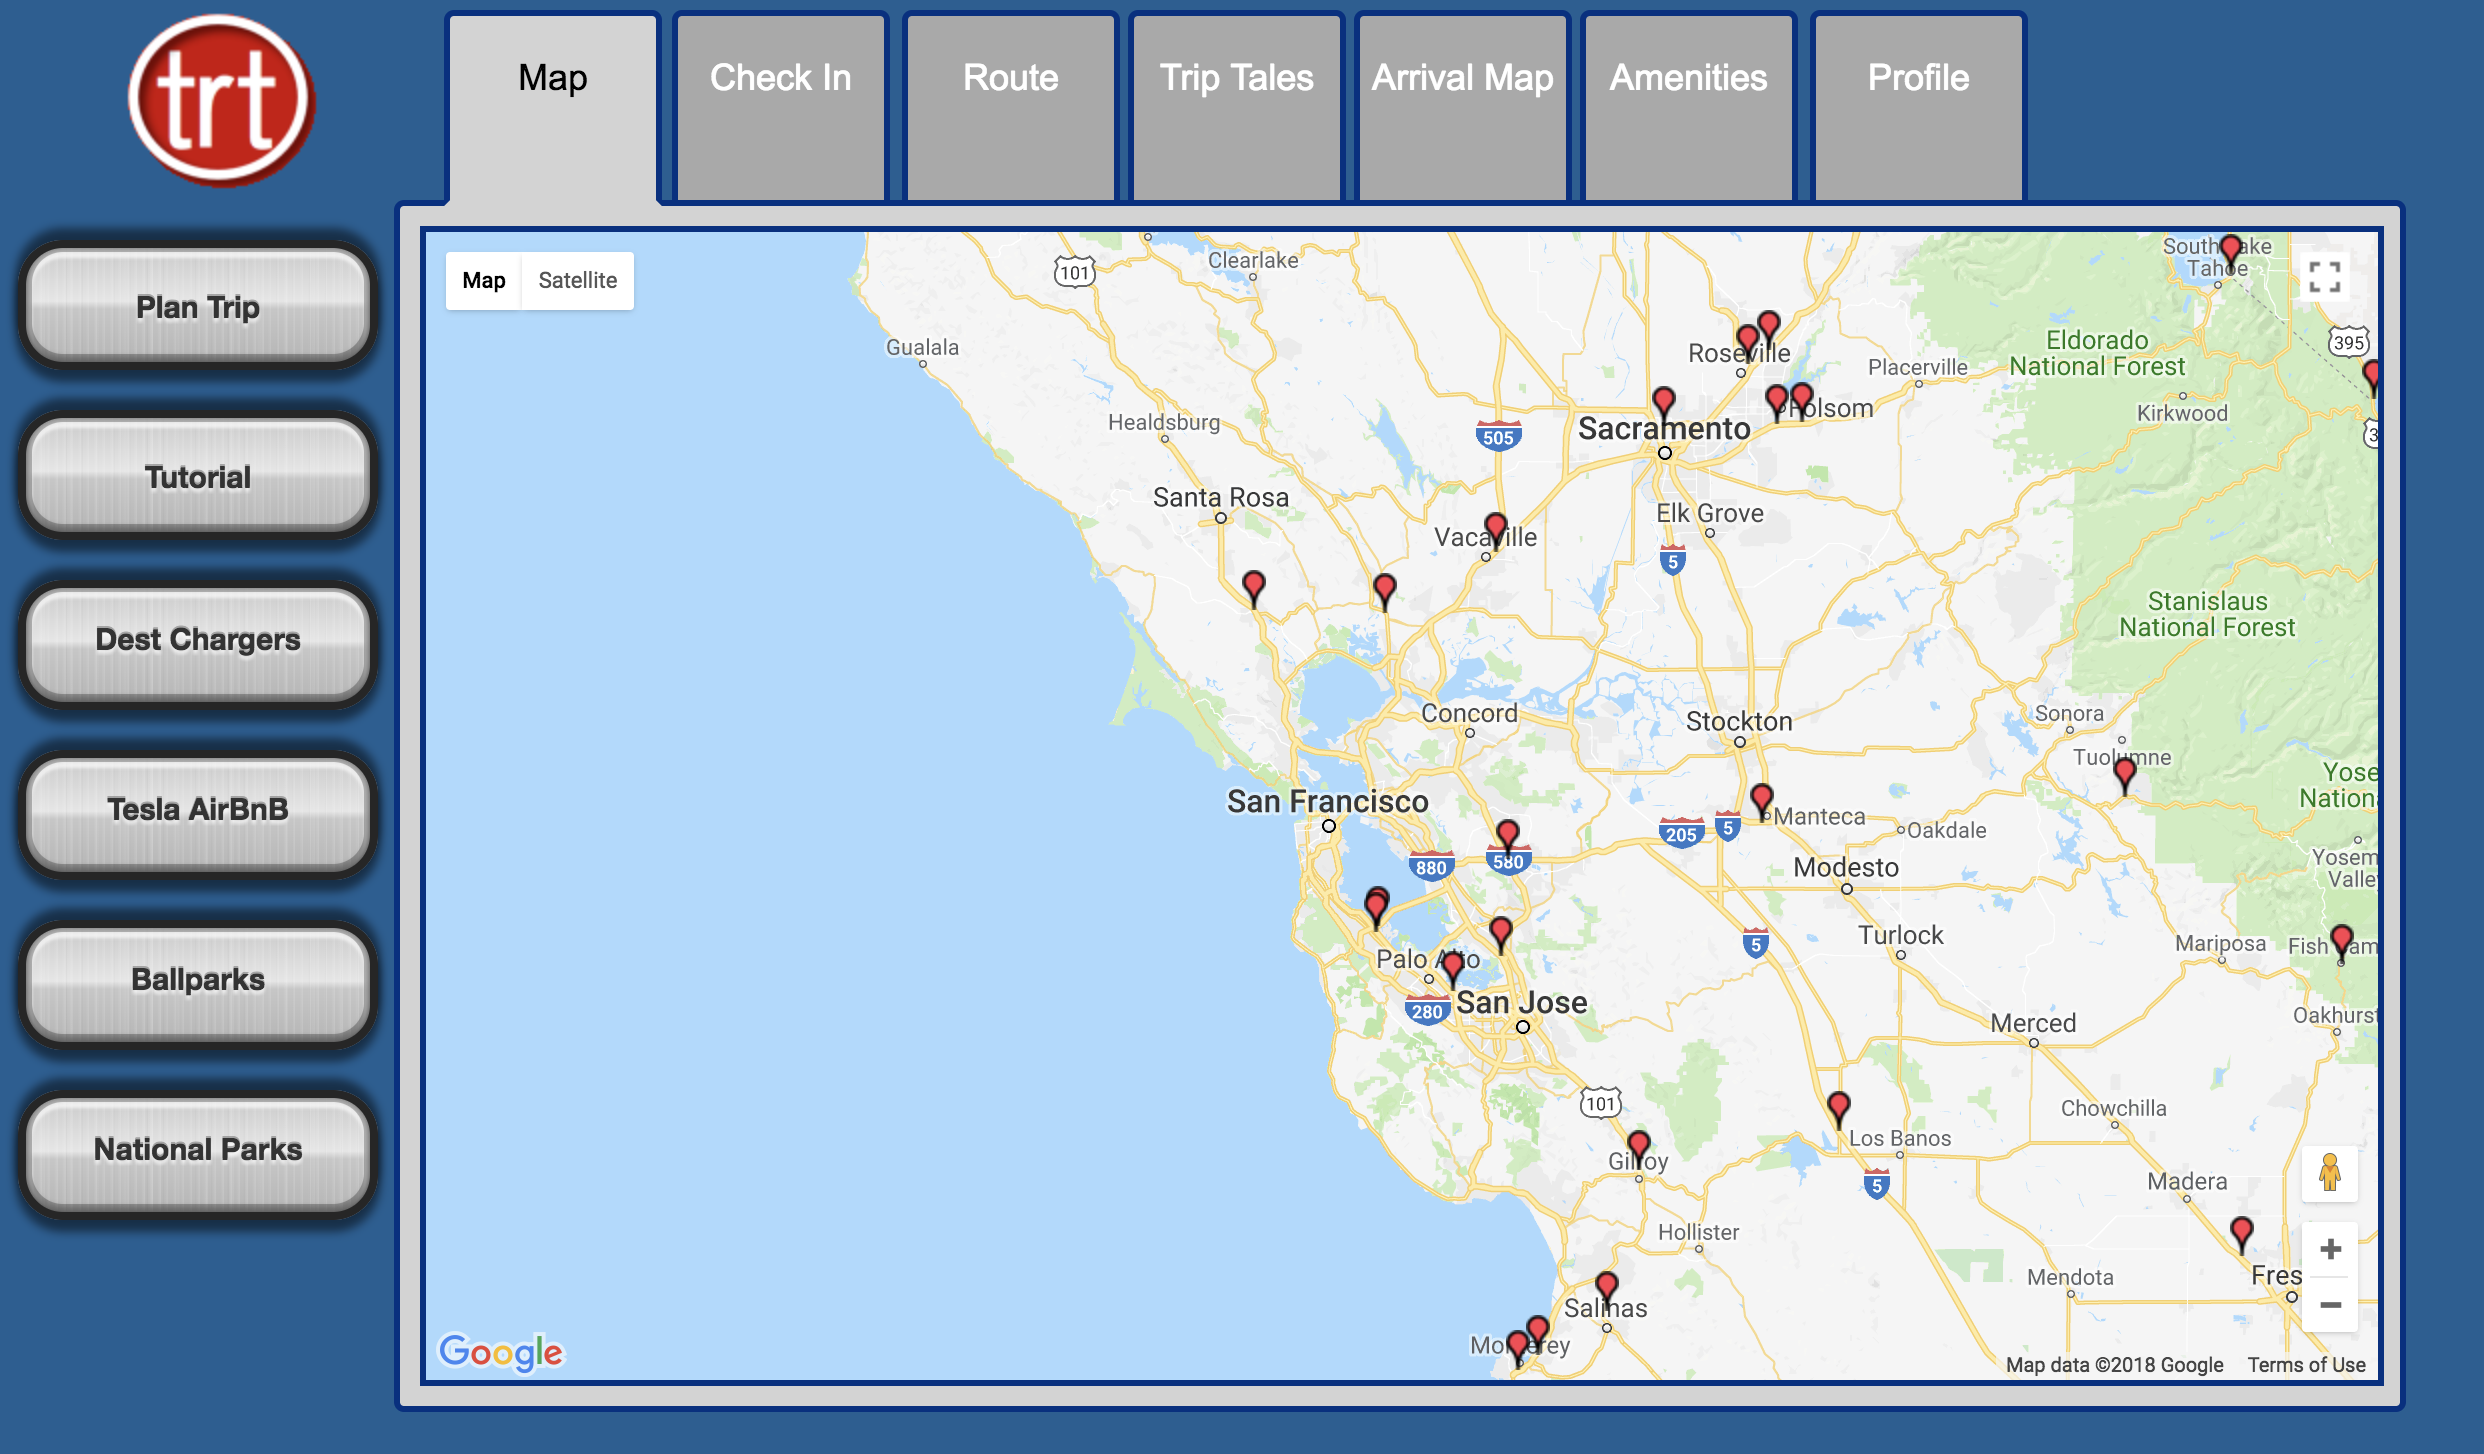 trt
Map
Check In
Route
Trip Tales
Arrival Map
Amenities
Profile
Plan Trip
Tutorial
Dest Chargers
Tesla AirBnB
Ballparks
National Parks
Map
Satellite
101
Clearlake
Gualala
Healdsburg
Santa Rosa
505
Vacaville
Roseville
Placerville
Folsom
Sacramento
Elk Grove
5
South Lake
Tahoe
Eldorado
National Forest
395
Kirkwood
3
Stanislaus
National Forest
Concord
Stockton
Sonora
Tuolumne
San Francisco
880
580
205
5
Manteca
Oakdale
Modesto
Yose
Nation
Yosem
Valle
Palo Alto
280
San Jose
5
Turlock
Mariposa
Fish Cam
Oakhurst
Merced
101
Gilroy
Los Banos
5
Chowchilla
Madera
Hollister
Salinas
Monterey
Mendota
Fres
Google
Map data ©2018 Google
Terms of Use